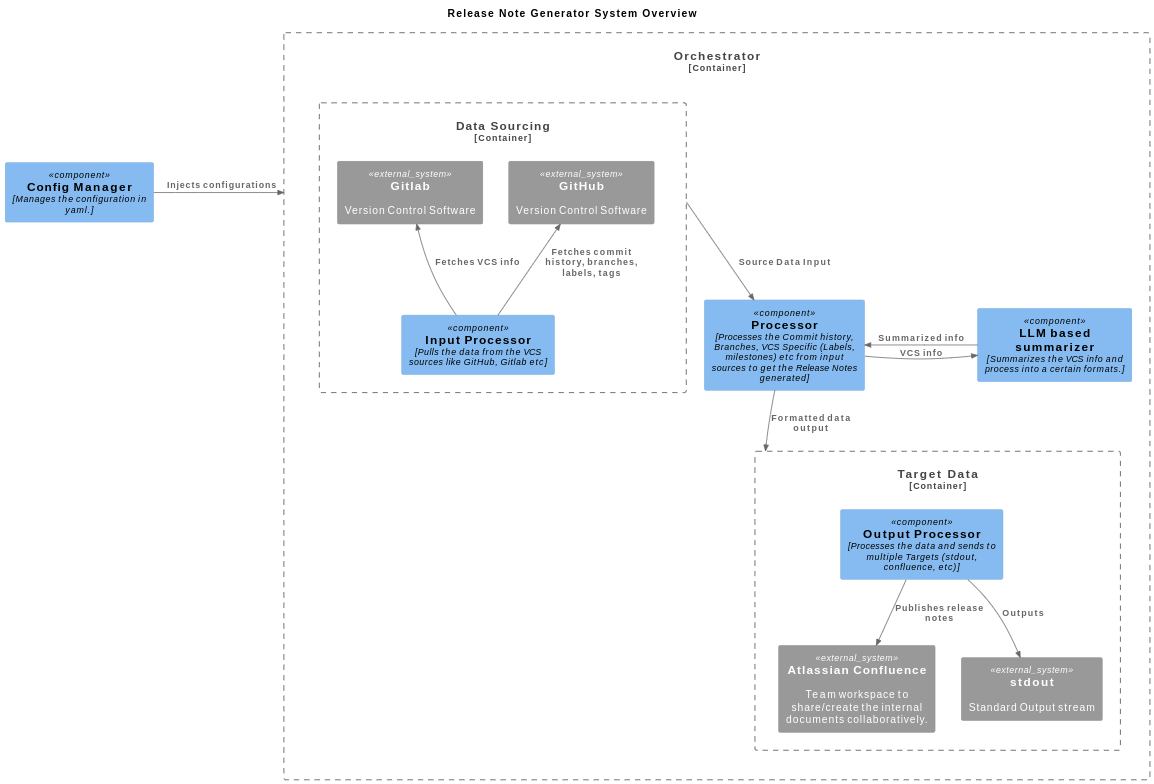 Release Note Generator System Overview
Orchestrator
[Container]
Data Sourcing
[Container]
«component»
Config Manager
[Manages the configuration in
yaml.]
Injects configurations
«external_system»
Gitlab
Version Control Software
«external_system»
GitHub
Version Control Software
Fetches VCS info
Fetches commit
history, branches,
labels, tags
Source Data Input
«component»
Input Processor
[Pulls the data from the VCS
sources like GitHub, Gitlab etc]
«component»
Processor
[Processes the Commit history,
Branches, VCS Specific (Labels,
milestones) etc from input
sources to get the Release Notes
generated]
Summarized info
VCS info
«component»
LLM based
summarizer
[Summarizes the VCS info and
process into a certain formats.]
Formatted data
output
Target Data
[Container]
«component»
Output Processor
[Processes the data and sends to
multiple Targets (stdout,
confluence, etc)]
Publishes release
notes
Outputs
«external_system»
Atlassian Confluence
Team workspace to
share/create the internal
documents collaboratively.
«external_system»
stdout
Standard Output stream